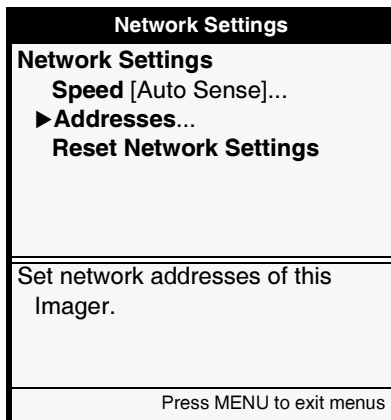 Network Settings
Network Settings
Speed [Auto Sense]...
▶Addresses...
Reset Network Settings
Set network addresses of this
Imager.
Press MENU to exit menus